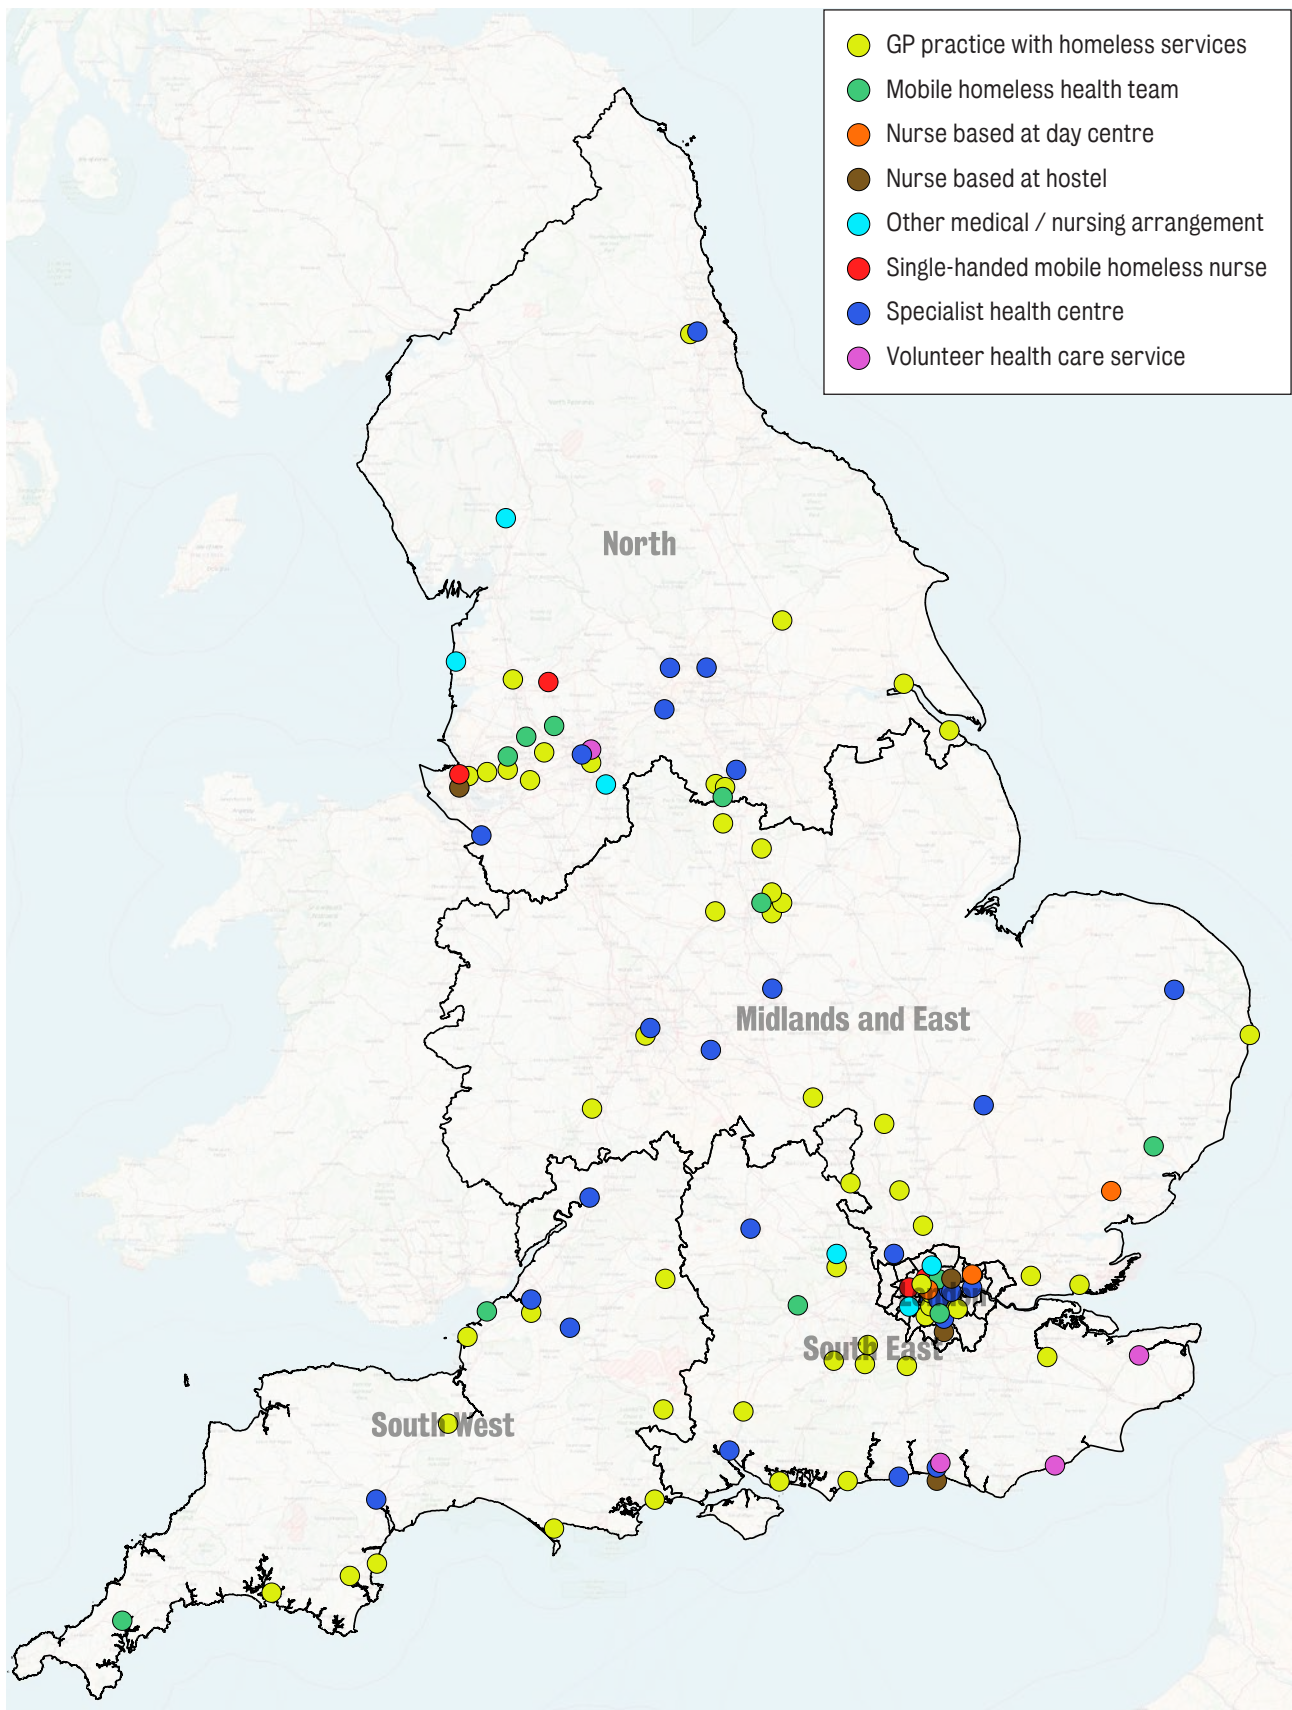 GP practice with homeless services
Mobile homeless health team
Nurse based at day centre
Nurse based at hostel
Other medical / nursing arrangement
Single-handed mobile homeless nurse
Specialist health centre
Volunteer health care service
North
Midlands and East
London
South East
South West